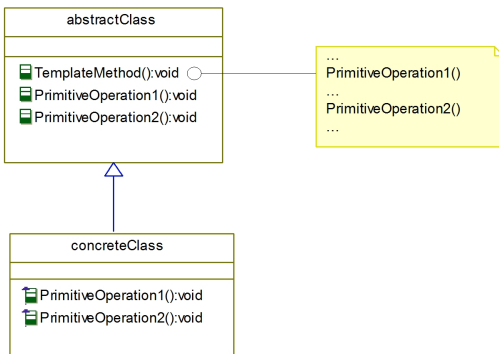 abstractClass
TemplateMethod():void
PrimitiveOperation1():void
PrimitiveOperation2():void
...
PrimitiveOperation1()
...
PrimitiveOperation2()
...
concreteClass
PrimitiveOperation1():void
PrimitiveOperation2():void